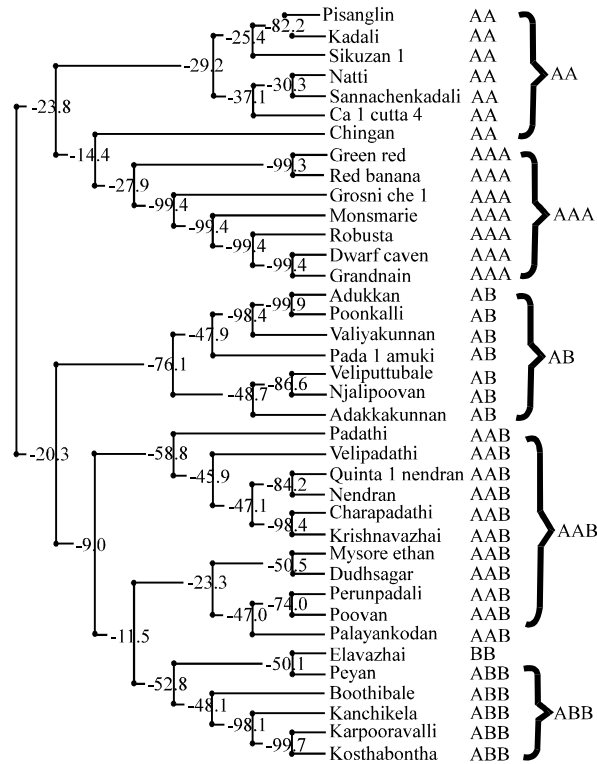 Pisanglin AA
-82.2
Kadali AA
-25.4
Sikuzan 1 AA
-29.2
Natti AA
-30.3
AA
Sannachenkadali AA
-37.1
Ca 1 cutta 4 AA
-23.8
Chingan AA
-14.4
Green red AAA
-99.3
Red banana AAA
-27.9
Grosni che 1 AAA
-99.4
AAA
Monsmarie AAA
-99.4
Robusta AAA
-99.4
Dwarf caven AAA
-99.4
Grandnain AAA
Adukkan AB
-99.9
Poonkalli AB
-98.4
Valiyakunnan AB
-47.9
Pada 1 amuki AB
AB
-76.1
Veliputtubale AB
-86.6
Njalipoovan AB
-48.7
Adakkakunnan AB
Padathi AAB
-58.8
Velipadathi AAB
-20.3
-45.9
Quinta 1 nendran AAB
-84.2
Nendran AAB
-47.1
Charapadathi AAB
-98.4
AAB
Krishnavazhai AAB
-9.0
Mysore ethan AAB
-50.5
Dudhsagar AAB
-23.3
Perunpadali AAB
-74.0
Poovan AAB
-47.0
Palayankodan AAB
-11.5
Elavazhai BB
-50.1
Peyan ABB
-52.8
Boothibale ABB
-48.1
Kanchikela ABB
ABB
-98.1
Karpooravalli ABB
-99.7
Kosthabontha ABB